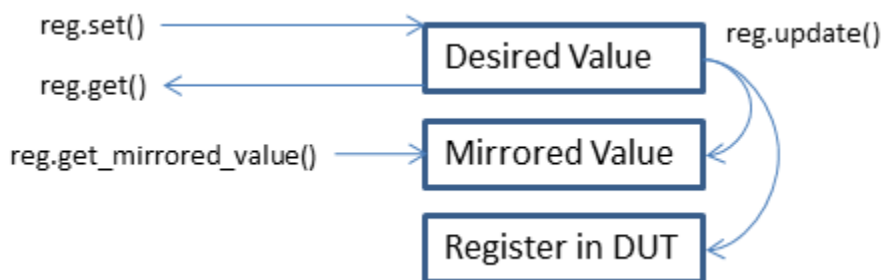 reg.set()
Desired Value
reg.update()
reg.get()
reg.get_mirrored_value()
Mirrored Value
Register in DUT